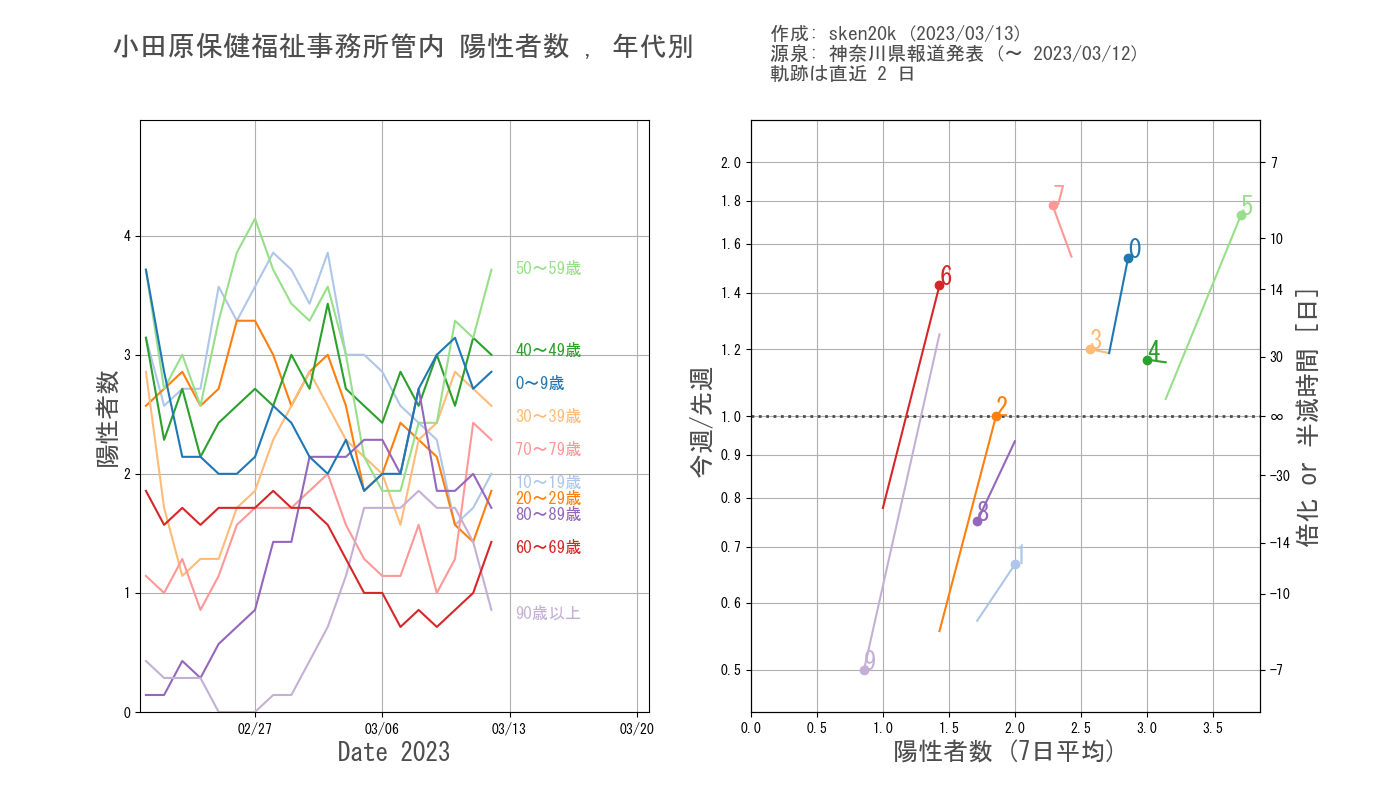 小田原保健福祉事務所管内 陽性者数 , 年代別
作成: sken20k (2023/03/13)
源泉: 神奈川県報道発表 (〜 2023/03/12)
軌跡は直近 2 日
陽性者数
4
3
2
1
0
02/27
03/06
03/13
03/20
Date 2023
50〜59歳
40〜49歳
0〜9歳
30〜39歳
70〜79歳
10〜19歳
20〜29歳
80〜89歳
60〜69歳
90歳以上
今週/先週
2.0
1.8
1.6
1.4
1.2
1.0
0.9
0.8
0.7
0.6
0.5
0.0
0.5
1.0
1.5
2.0
2.5
3.0
3.5
陽性者数 (7日平均)
7
5
0
6
3
4
2
8
1
9
7
10
14
30
∞
-30
-14
-10
-7
倍化 or 半減時間 [日]